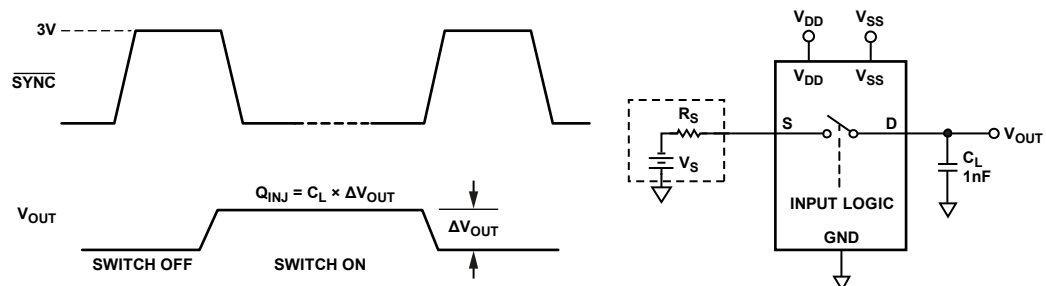 3V
SYNC
V_OUT
Q_INJ = C_L × ΔV_OUT
ΔV_OUT
SWITCH OFF
SWITCH ON
V_DD
V_SS
V_DD
V_SS
R_S
V_S
S
D
V_OUT
C_L
1nF
INPUT LOGIC
GND